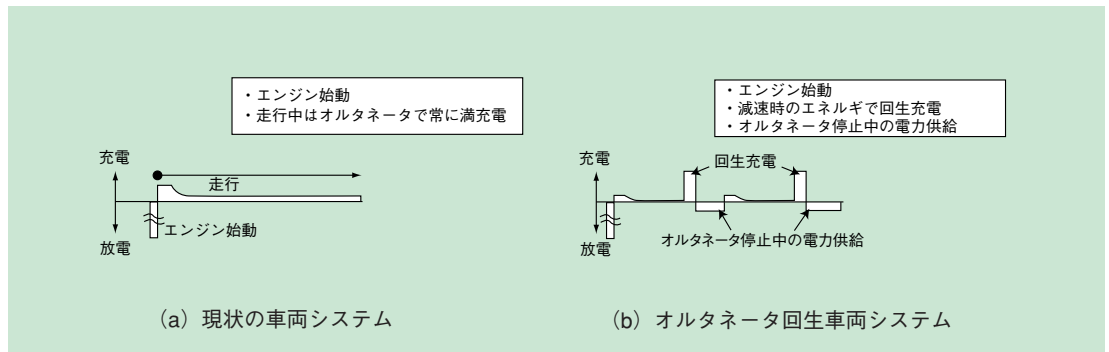 ・エンジン始動
・走行中はオルタネータで常に満充電
充電
走行
エンジン始動
放電
(a) 現状の車両システム
・エンジン始動
・減速時のエネルギで回生充電
・オルタネータ停止中の電力供給
充電
回生充電
オルタネータ停止中の電力供給
放電
(b) オルタネータ回生車両システム